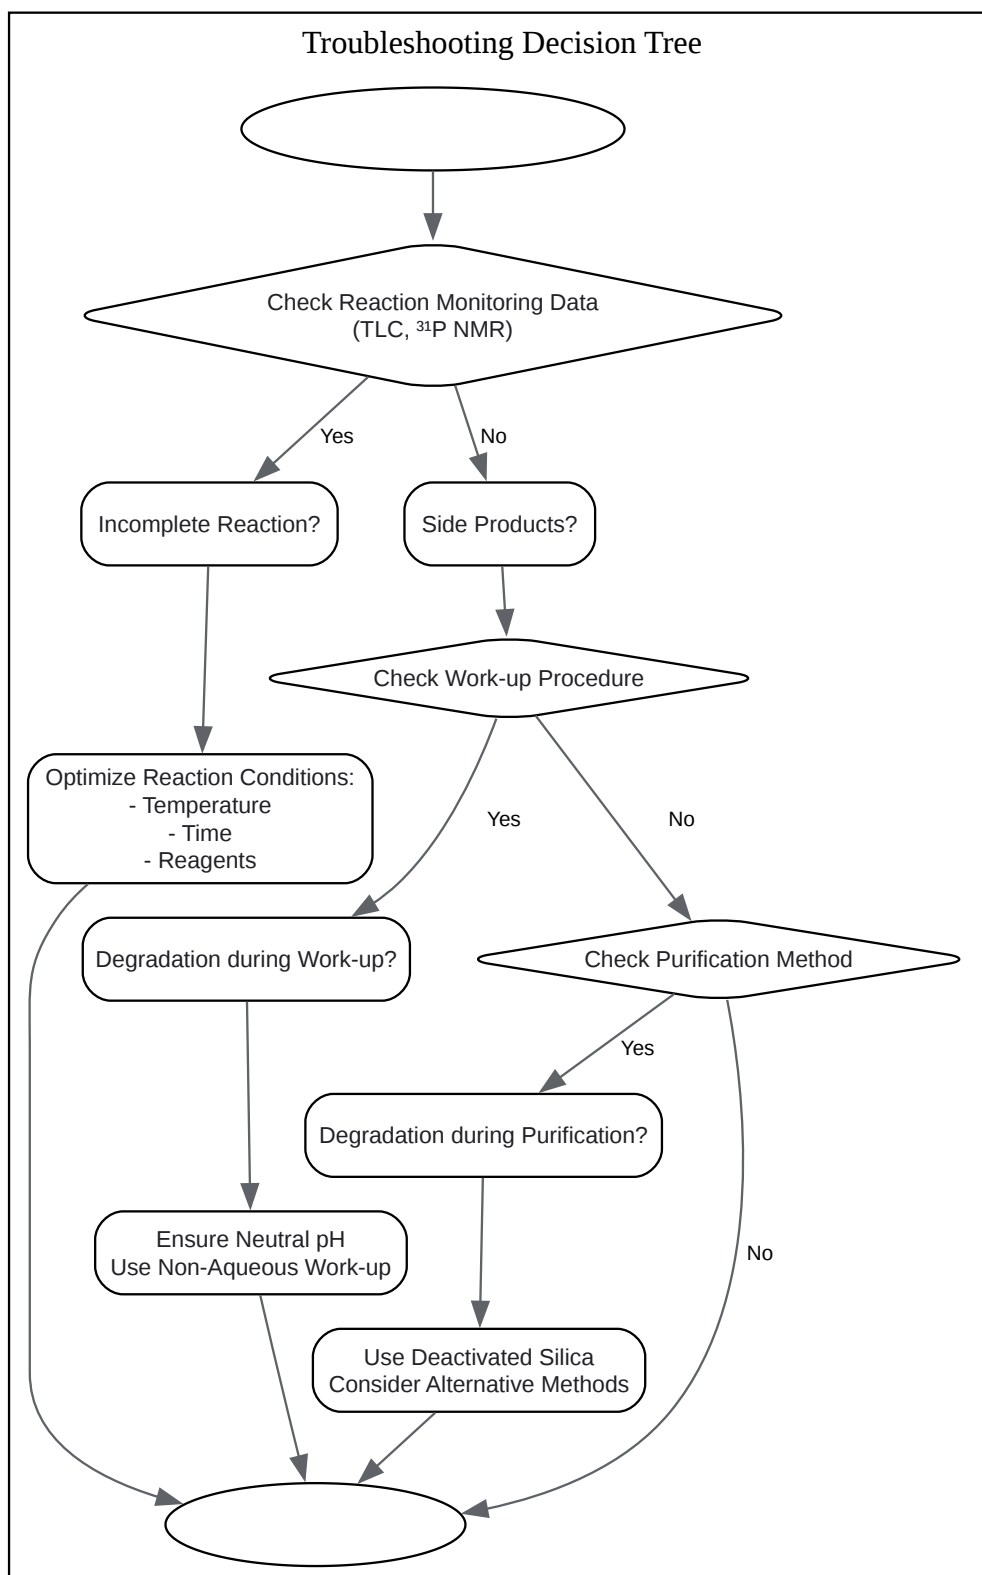 Troubleshooting Decision Tree
Check Reaction Monitoring Data
(TLC, ³¹P NMR)
Yes
No
Incomplete Reaction?
Side Products?
Check Work-up Procedure
Optimize Reaction Conditions:
- Temperature
- Time
- Reagents
Yes
No
Degradation during Work-up?
Check Purification Method
Yes
Degradation during Purification?
Ensure Neutral pH
Use Non-Aqueous Work-up
No
Use Deactivated Silica
Consider Alternative Methods